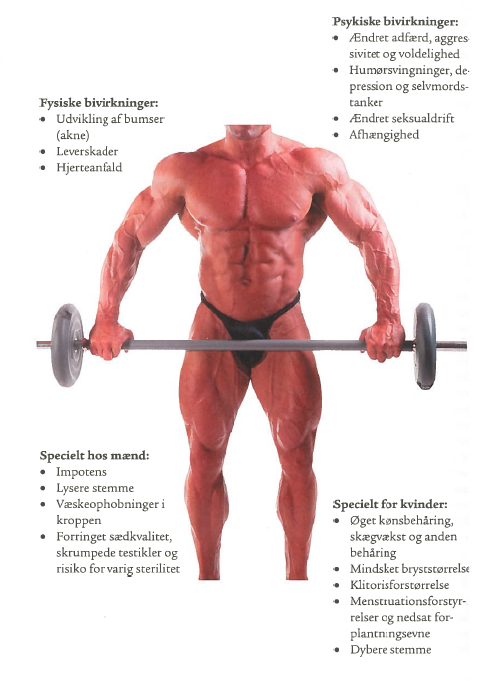 Psykiske bivirkninger:
• Ændret adfærd, aggres-
sivitet og voldelighed
• Humørsvingninger, de-
pression og selvmords-
tanker
• Ændret seksualdrift
• Afhængighed
Fysiske bivirkninger:
• Udvikling af bumser
(akne)
• Leverskader
• Hjerteanfald
Specielt hos mænd:
• Impotens
• Lysere stemme
• Væskeophobninger i
kroppen
• Forringet sædkvalitet,
skrumpede testikler og
risiko for varig sterilitet
Specielt for kvinder:
• Øget kønsbehåring,
skægvækst og anden
behåring
• Mindsket bryststørrelse
• Klitorisforstørrelse
• Menstruationsforstyr-
relser og nedsat for-
plantningsevne
• Dybere stemme